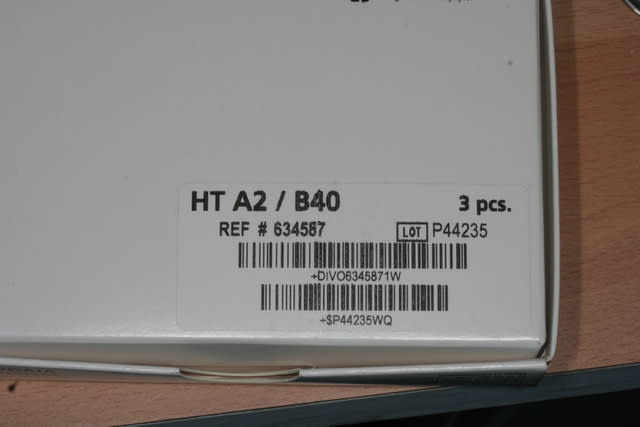 HT A2 / B40 3 pcs.
REF # 634587 LOT P44235
+DIVO6345871W
+$P44235WQ